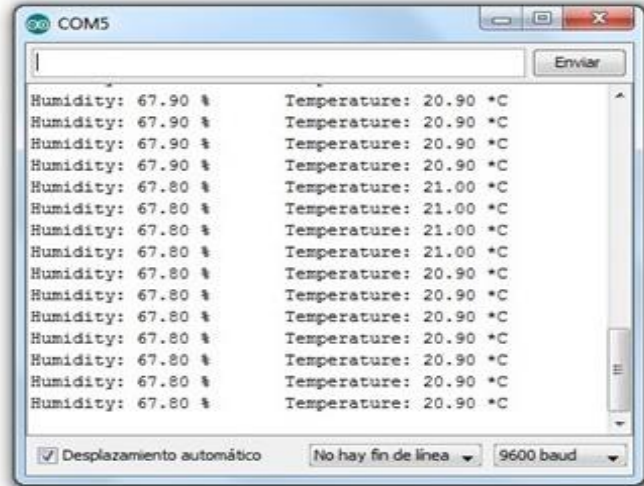 COM5
Enviar
Humidity: 67.90 % Temperature: 20.90 *C
Humidity: 67.90 % Temperature: 20.90 *C
Humidity: 67.90 % Temperature: 20.90 *C
Humidity: 67.90 % Temperature: 20.90 *C
Humidity: 67.80 % Temperature: 21.00 *C
Humidity: 67.80 % Temperature: 21.00 *C
Humidity: 67.80 % Temperature: 21.00 *C
Humidity: 67.80 % Temperature: 21.00 *C
Humidity: 67.80 % Temperature: 20.90 *C
Humidity: 67.80 % Temperature: 20.90 *C
Humidity: 67.80 % Temperature: 20.90 *C
Humidity: 67.80 % Temperature: 20.90 *C
Humidity: 67.80 % Temperature: 20.90 *C
Humidity: 67.80 % Temperature: 20.90 *C
Humidity: 67.80 % Temperature: 20.90 *C
Desplazamiento automático No hay fin de línea 9600 baud